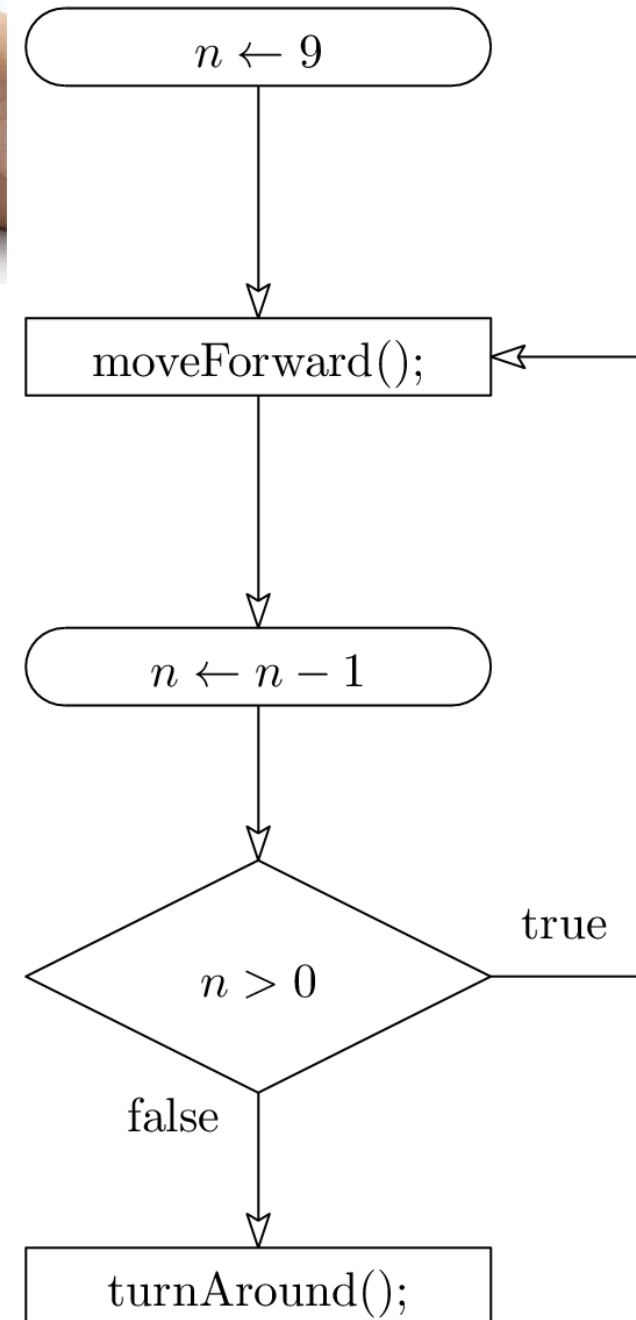 n ← 9
moveForward();
n ← n − 1
n > 0
true
false
turnAround();